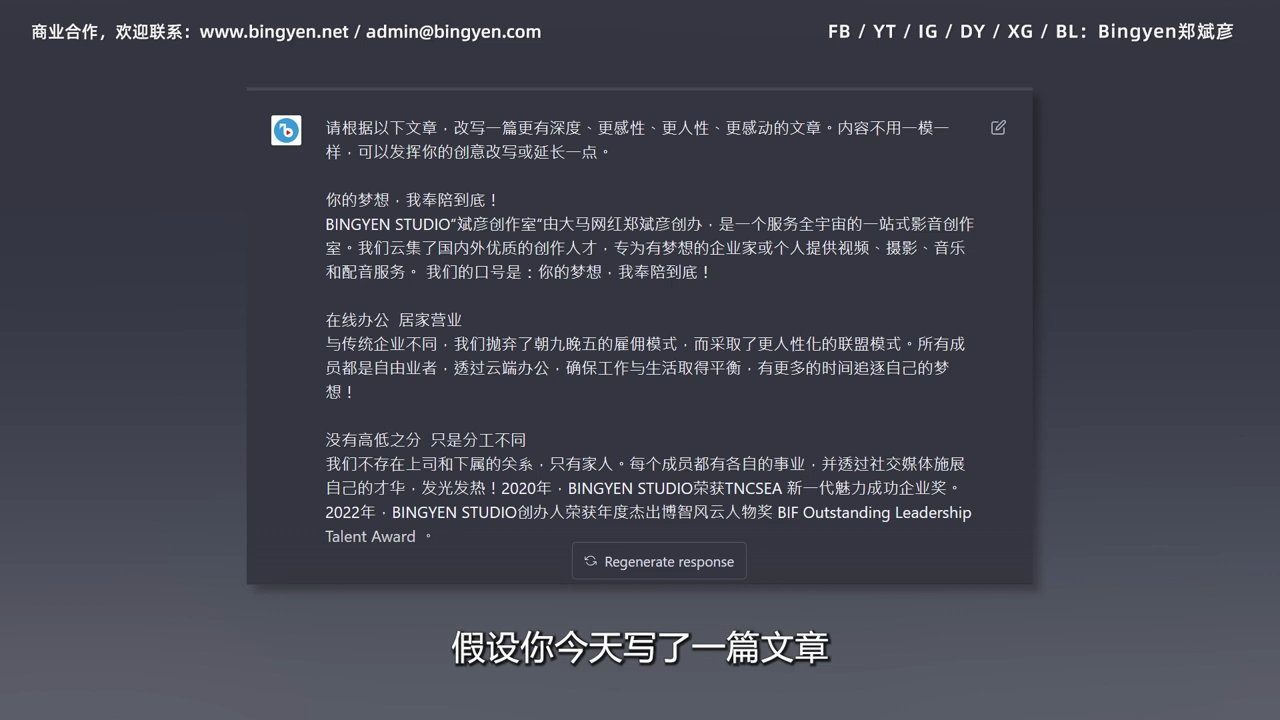 商业合作，欢迎联系：www.bingyen.net / admin@bingyen.com
FB / YT / IG / DY / XG / BL：Bingyen郑斌彦
请根据以下文章，改写一篇更有深度、更感性、更人性、更感动的文章。内容不用一模一
样，可以发挥你的创意改写或延长一点。
你的梦想，我奉陪到底！
BINGYEN STUDIO“斌彦创作室”由大马网红郑斌彦创办，是一个服务全宇宙的一站式影音创作
室。我们云集了国内外优质的创作人才，专为有梦想的企业家或个人提供视频、摄影、音乐
和配音服务。 我们的口号是：你的梦想，我奉陪到底！
在线办公 居家营业
与传统企业不同，我们抛弃了朝九晚五的雇佣模式，而采取了更人性化的联盟模式。所有成
员都是自由业者，透过云端办公，确保工作与生活取得平衡，有更多的时间追逐自己的梦
想！
没有高低之分 只是分工不同
我们不存在上司和下属的关系，只有家人。每个成员都有各自的事业，并透过社交媒体施展
自己的才华，发光发热！2020年，BINGYEN STUDIO荣获TNCSEA 新一代魅力成功企业奖。
2022年，BINGYEN STUDIO创办人荣获年度杰出博智风云人物奖 BIF Outstanding Leadership
Talent Award 。
Regenerate response
假设你今天写了一篇文章